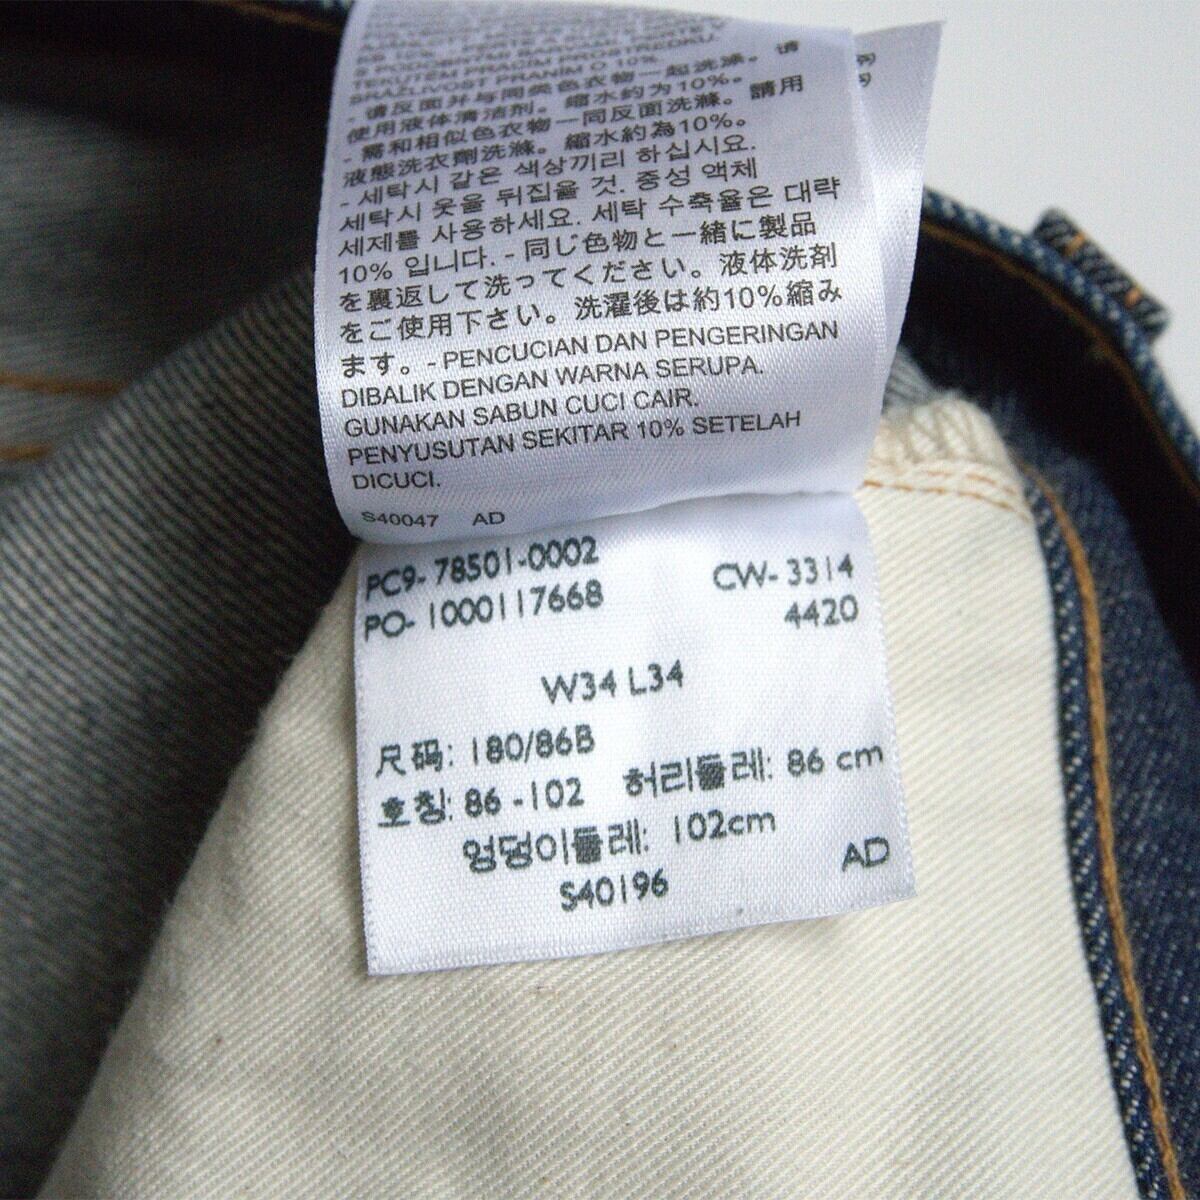 TEKUTÉM PRACÍM PROSTŘEDKU.
SRÁŽLIVOST PRANÍM O 10%
- 请反面并与同类色衣物一起洗涤。请
使用液体清洁剂。缩水约为10%。
- 需和相似色衣物一同反面洗滌。請用
液態洗衣劑洗滌。縮水約為10%。
- 세탁시 같은 색상끼리 하십시요.
세탁시 옷을 뒤집을 것. 중성 액체
세제를 사용하세요. 세탁 수축율은 대략
10% 입니다. - 同じ色物と一緒に製品
を裏返して洗ってください。液体洗剤
をご使用下さい。洗濯後は約10%縮み
ます。- PENCUCIAN DAN PENGERINGAN
DIBALIK DENGAN WARNA SERUPA.
GUNAKAN SABUN CUCI CAIR.
PENYUSUTAN SEKITAR 10% SETELAH
DICUCI.
S40047 AD
PC9- 78501-0002
PO- 1000117668
CW- 3314
4420
W34 L34
尺码: 180/86B
호칭: 86 -102 허리둘레: 86 cm
엉덩이둘레: 102cm
S40196
AD